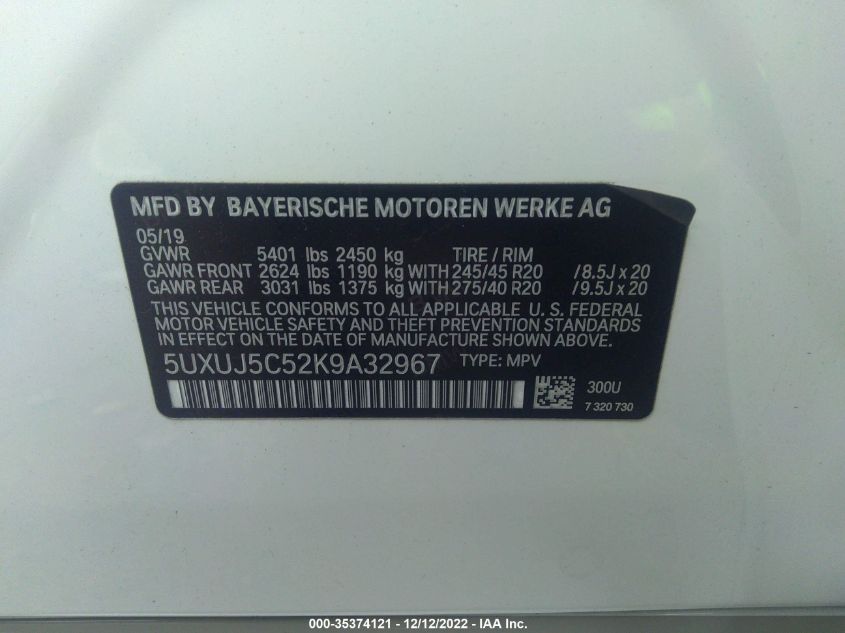 MFD BY BAYERISCHE MOTOREN WERKE AG
05/19
GVWR 5401 lbs 2450 kg TIRE / RIM
GAWR FRONT 2624 lbs 1190 kg WITH 245/45 R20 /8.5J x 20
GAWR REAR 3031 lbs 1375 kg WITH 275/40 R20 /9.5J x 20
THIS VEHICLE CONFORMS TO ALL APPLICABLE U. S. FEDERAL
MOTOR VEHICLE SAFETY AND THEFT PREVENTION STANDARDS
IN EFFECT ON THE DATE OF MANUFACTURE SHOWN ABOVE.
5UXUJ5C52K9A32967 TYPE: MPV
300U
7 320 730
000-35374121 - 12/12/2022 - IAA Inc.